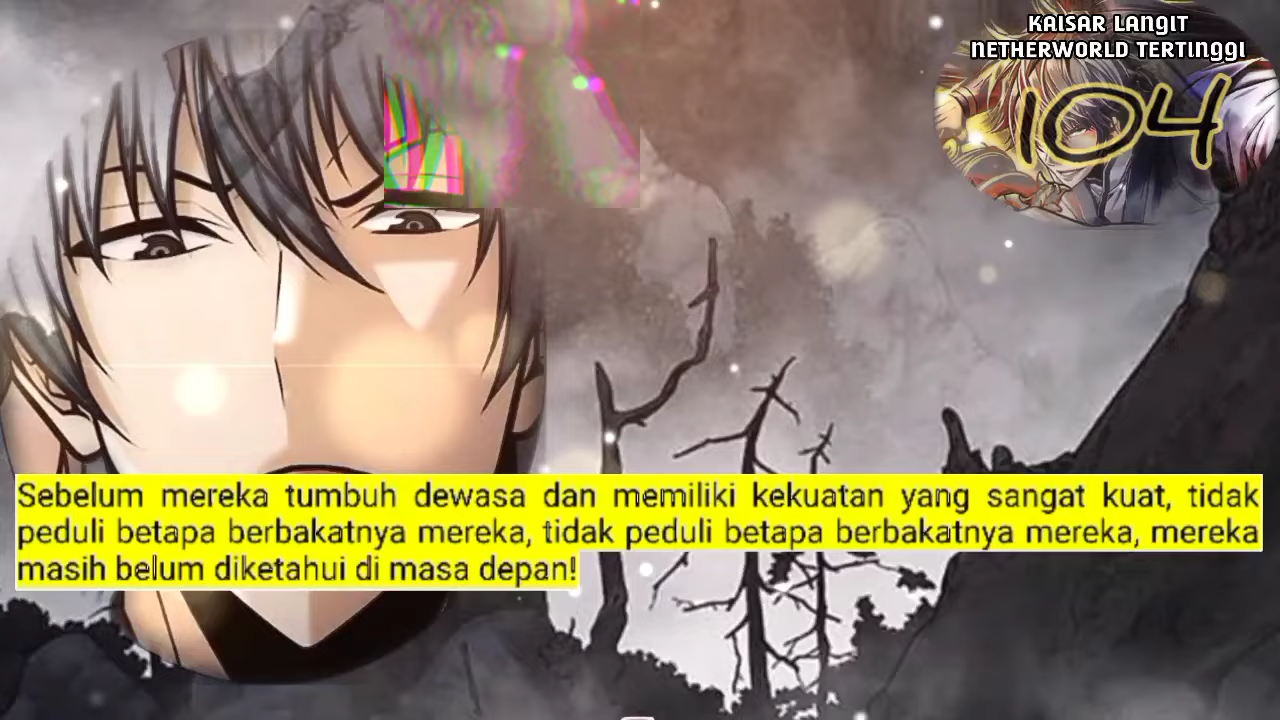 KAISAR LANGIT
NETHERWORLD TERTINGGI
104
Sebelum mereka tumbuh dewasa dan memiliki kekuatan yang sangat kuat, tidak
peduli betapa berbakatnya mereka, tidak peduli betapa berbakatnya mereka, mereka
masih belum diketahui di masa depan!